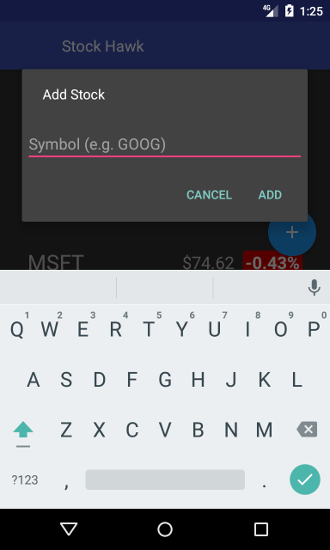 4G 1:25
Stock Hawk
Add Stock
Symbol (e.g. GOOG)
CANCEL ADD
+
MSFT $74.62 -0.43%
1 2 3 4 5 6 7 8 9 0
Q W E R T Y U I O P
A S D F G H J K L
Z X C V B N M
?123 , .